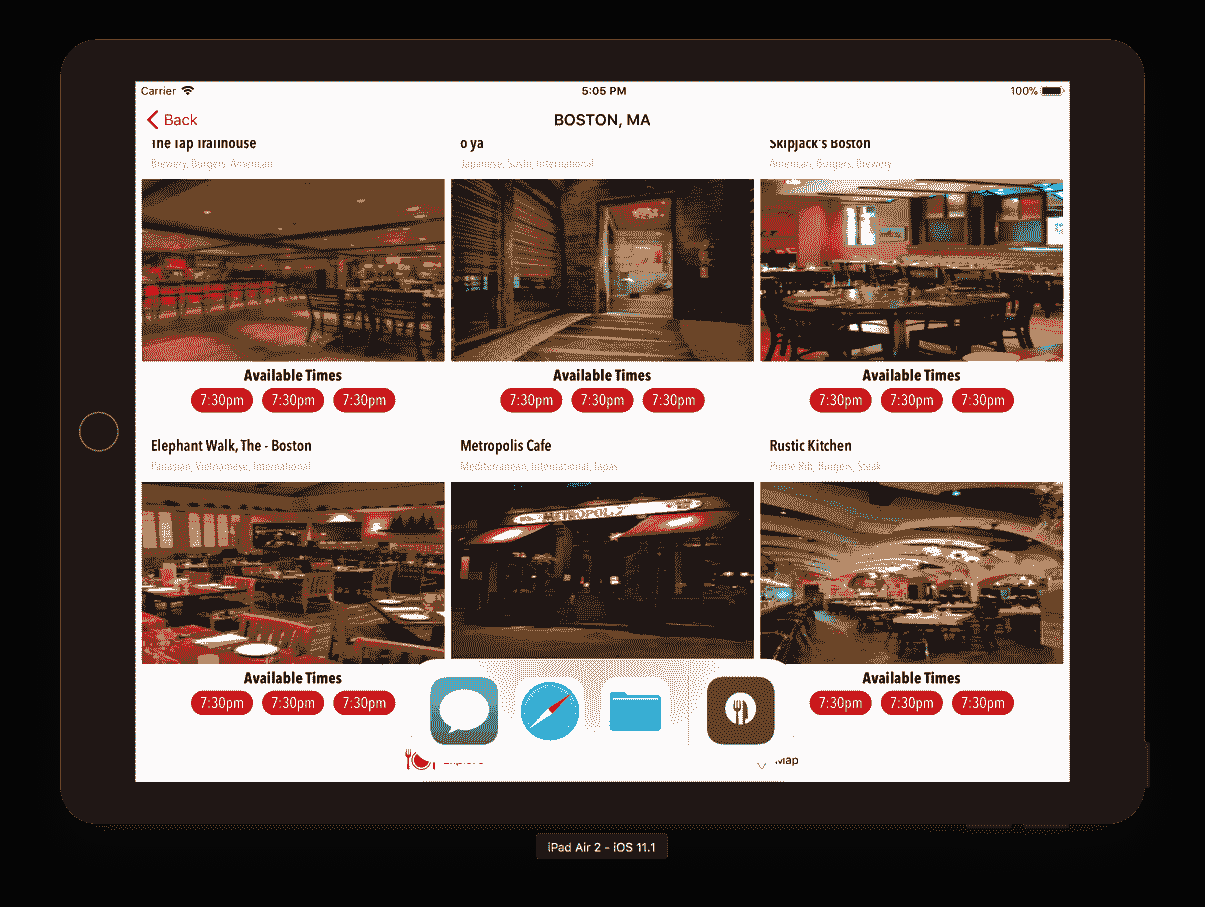 Carrier 5:05 PM 100%
Back BOSTON, MA
The Tap Trailhouse o ya Skipjack's Boston
Brewery, Burgers, American Japanese, Sushi, International American, Burgers, Brewery
Available Times Available Times Available Times
7:30pm 7:30pm 7:30pm 7:30pm 7:30pm 7:30pm 7:30pm 7:30pm 7:30pm
Elephant Walk, The - Boston Metropolis Cafe Rustic Kitchen
Vietnamese, International Mediterranean, International, Tapas Prime Rib, Burgers, Steak
Available Times Available Times
7:30pm 7:30pm 7:30pm 7:30pm 7:30pm 7:30pm
Explore Map
iPad Air 2 - iOS 11.1